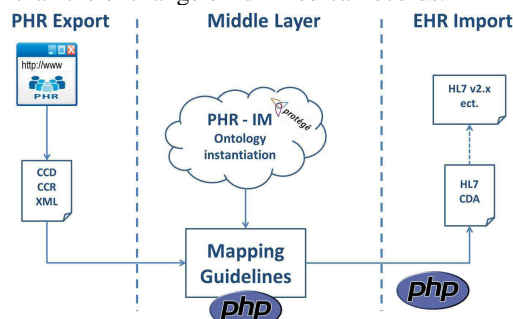 PHR Export
Middle Layer
EHR Import
http://www
PHR
PHR - IM
Ontology
instantiation
protégé
HL7 v2.x
ect.
CCD
CCR
XML
HL7
CDA
Mapping
Guidelines
php
php